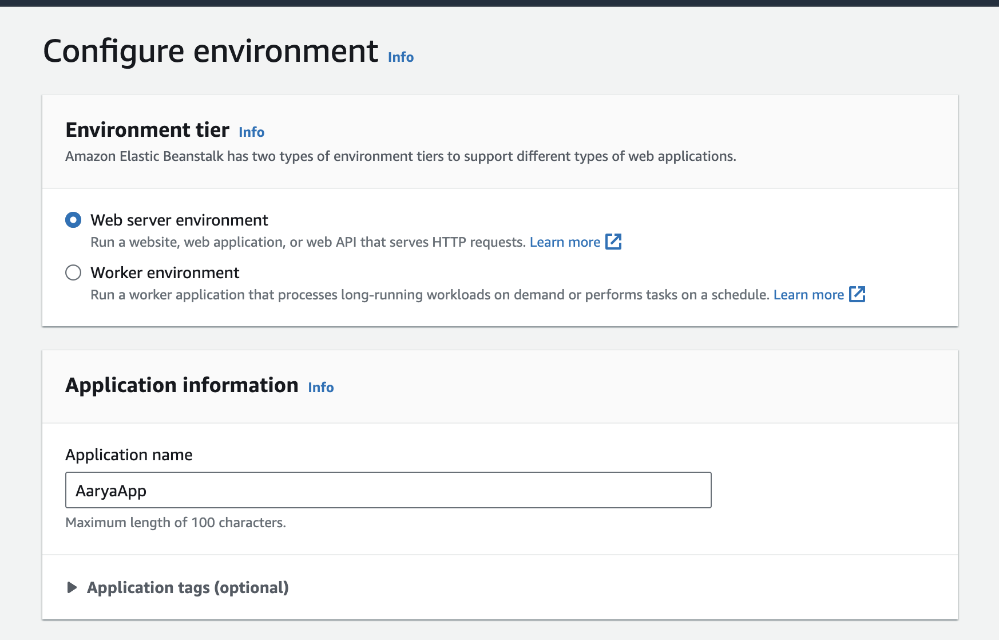 Configure environment Info
Environment tier Info
Amazon Elastic Beanstalk has two types of environment tiers to support different types of web applications.
Web server environment
Run a website, web application, or web API that serves HTTP requests. Learn more
Worker environment
Run a worker application that processes long-running workloads on demand or performs tasks on a schedule. Learn more
Application information Info
Application name
AaryaApp
Maximum length of 100 characters.
Application tags (optional)